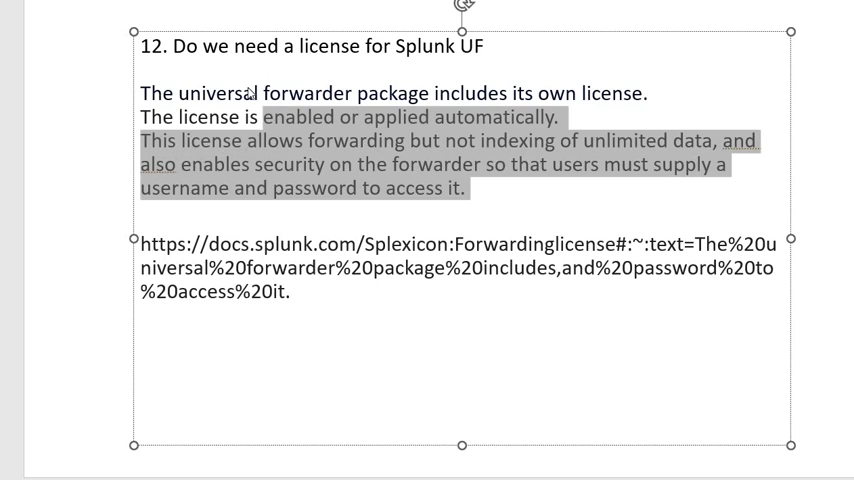 12. Do we need a license for Splunk UF
The universal forwarder package includes its own license.
The license is enabled or applied automatically.
This license allows forwarding but not indexing of unlimited data, and
also enables security on the forwarder so that users must supply a
username and password to access it.
https://docs.splunk.com/Splexicon:Forwardinglicense#:~:text=The%20u
niversal%20forwarder%20package%20includes,and%20password%20to
%20access%20it.